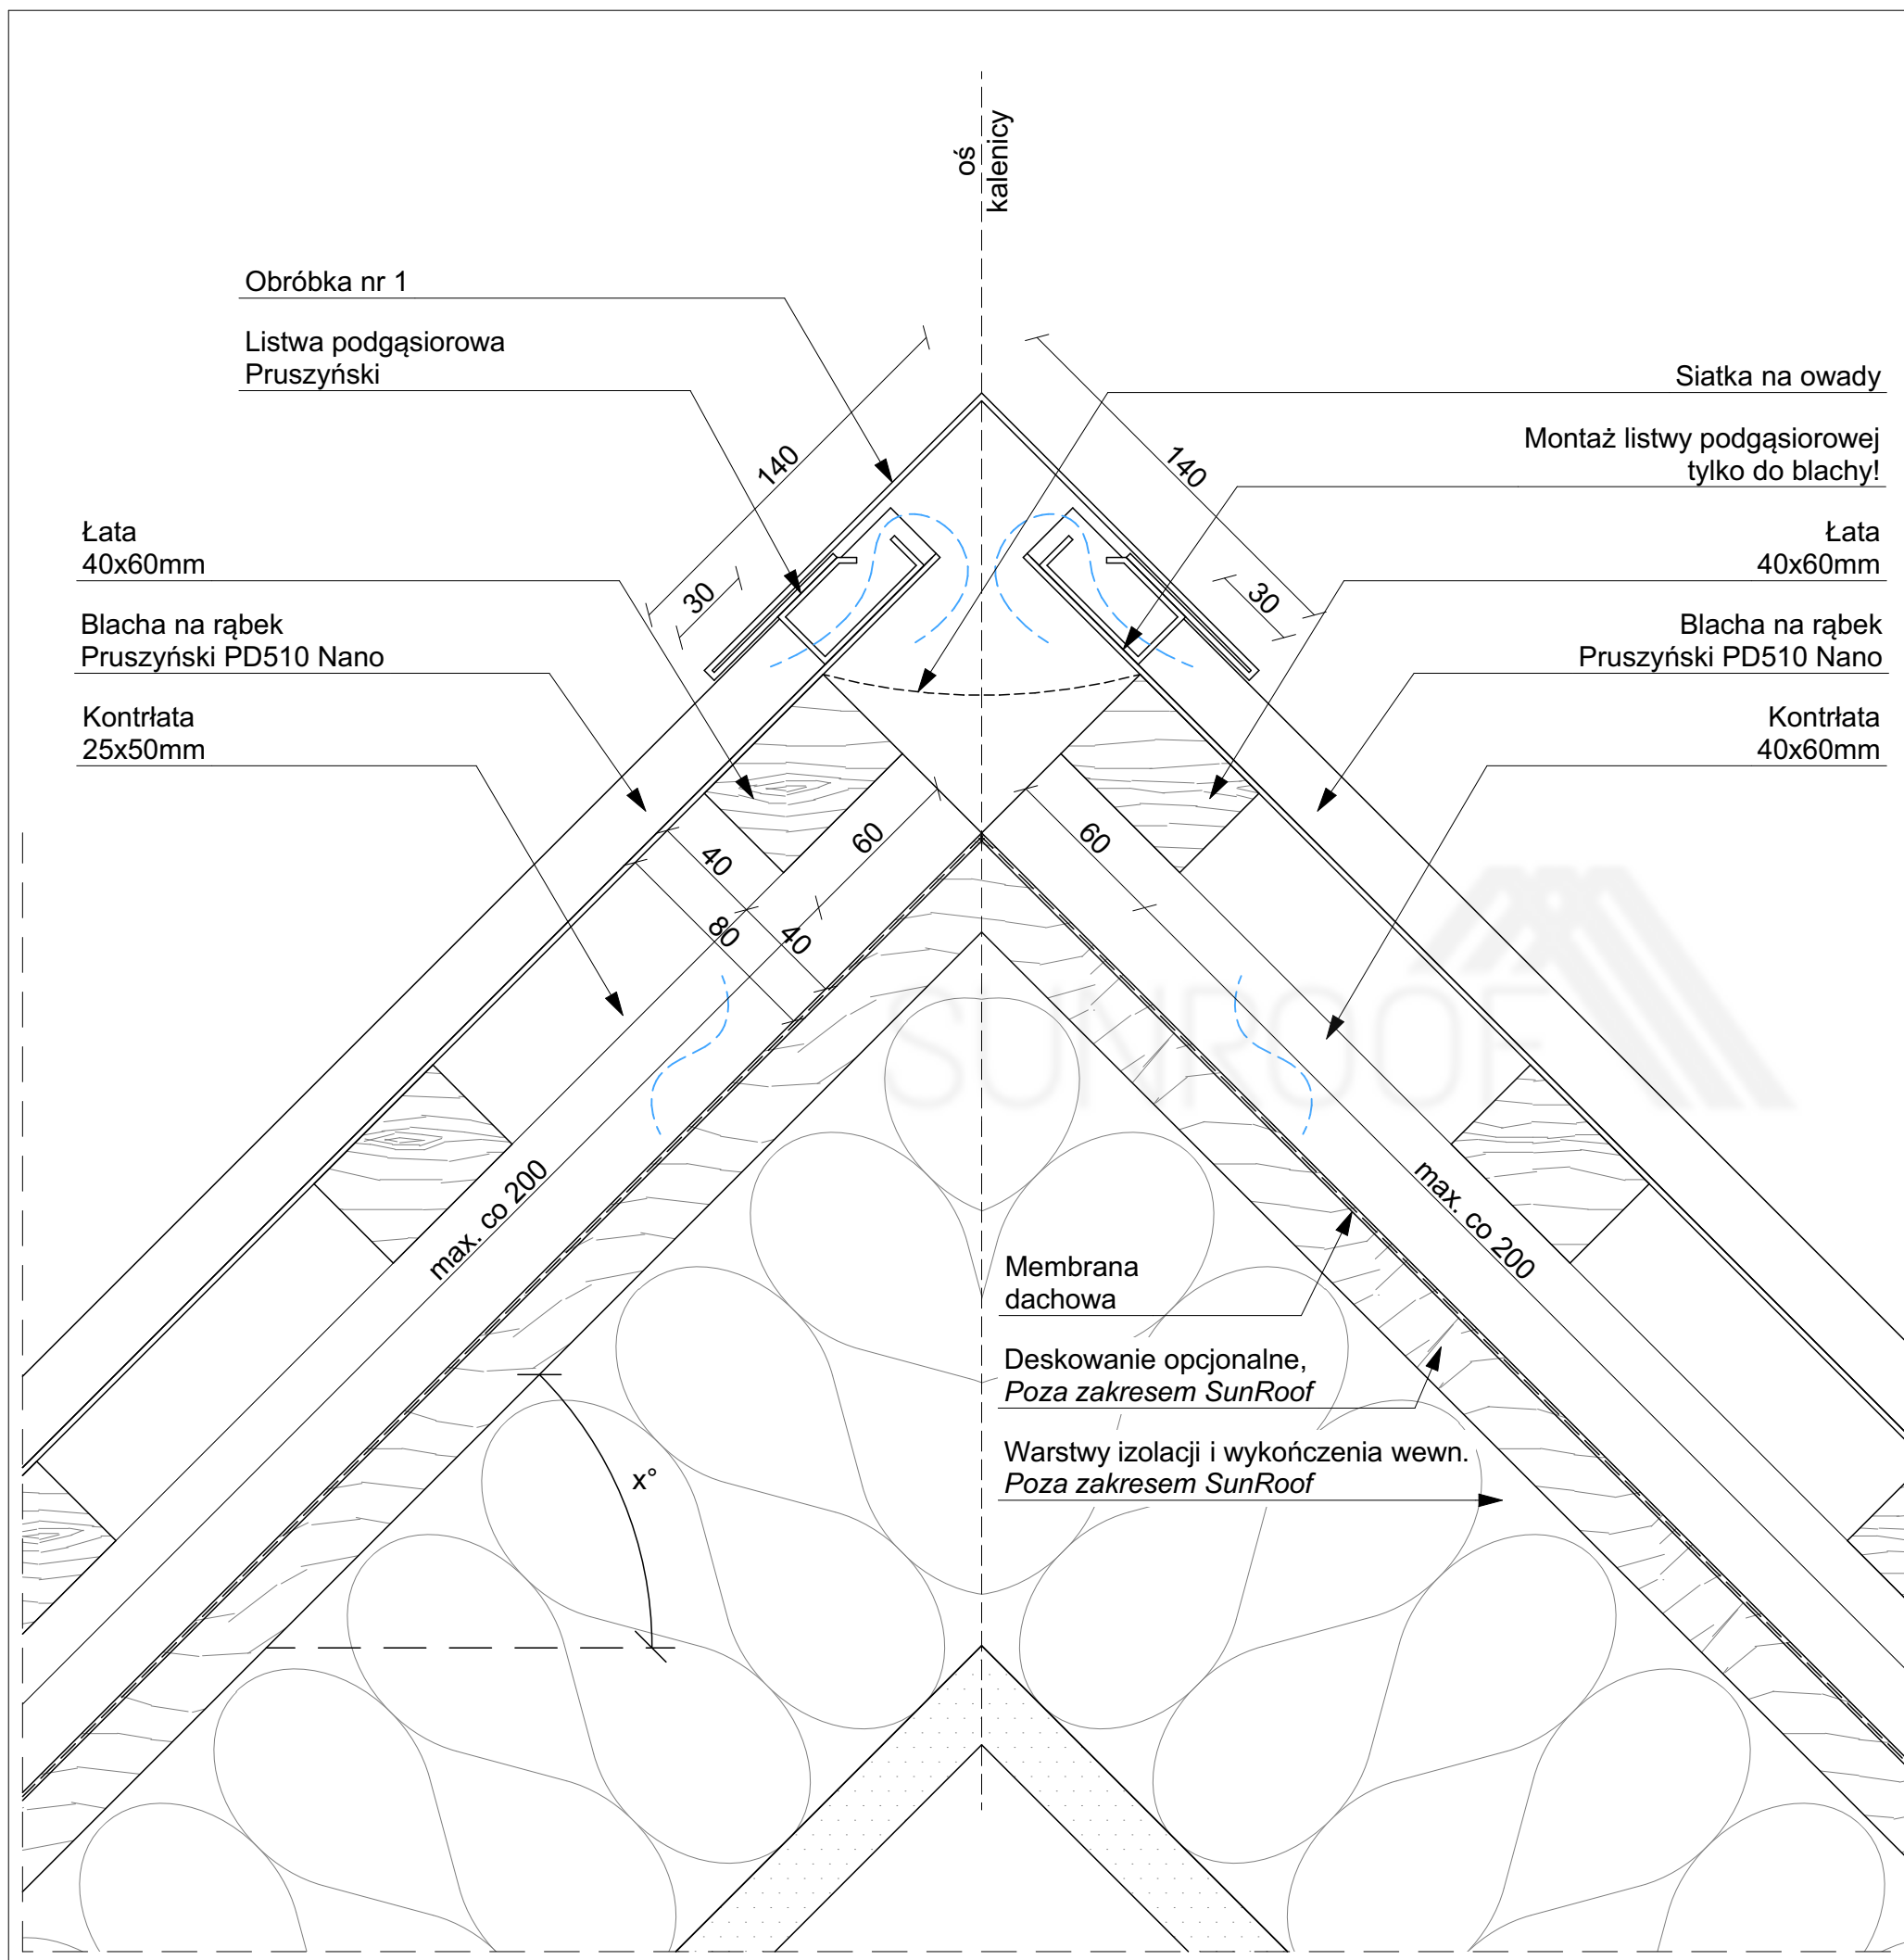 oś
kalenicy
Obróbka nr 1
Listwa podgąsiorowa
Pruszyński
Łata
40x60mm
Blacha na rąbek
Pruszyński PD510 Nano
Kontrłata
25x50mm
Siatka na owady
Montaż listwy podgąsiorowej
tylko do blachy!
Łata
40x60mm
Blacha na rąbek
Pruszyński PD510 Nano
Kontrłata
40x60mm
140
30
140
30
40
60
80
40
60
max. co 200
max. co 200
SUNROOF
Membrana
dachowa
Deskowanie opcjonalne,
Poza zakresem SunRoof
Warstwy izolacji i wykończenia wewn.
Poza zakresem SunRoof
x°